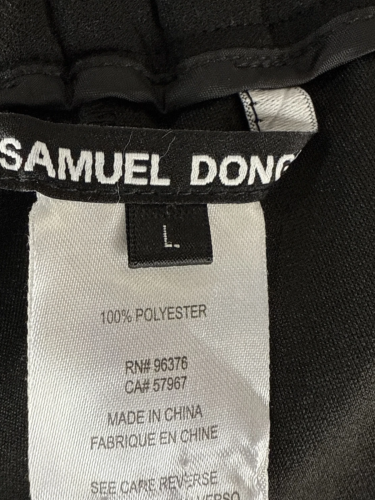 SAMUEL DONG
L
100% POLYESTER
RN# 96376
CA# 57967
MADE IN CHINA
FABRIQUE EN CHINE
SEE CARE REVERSE